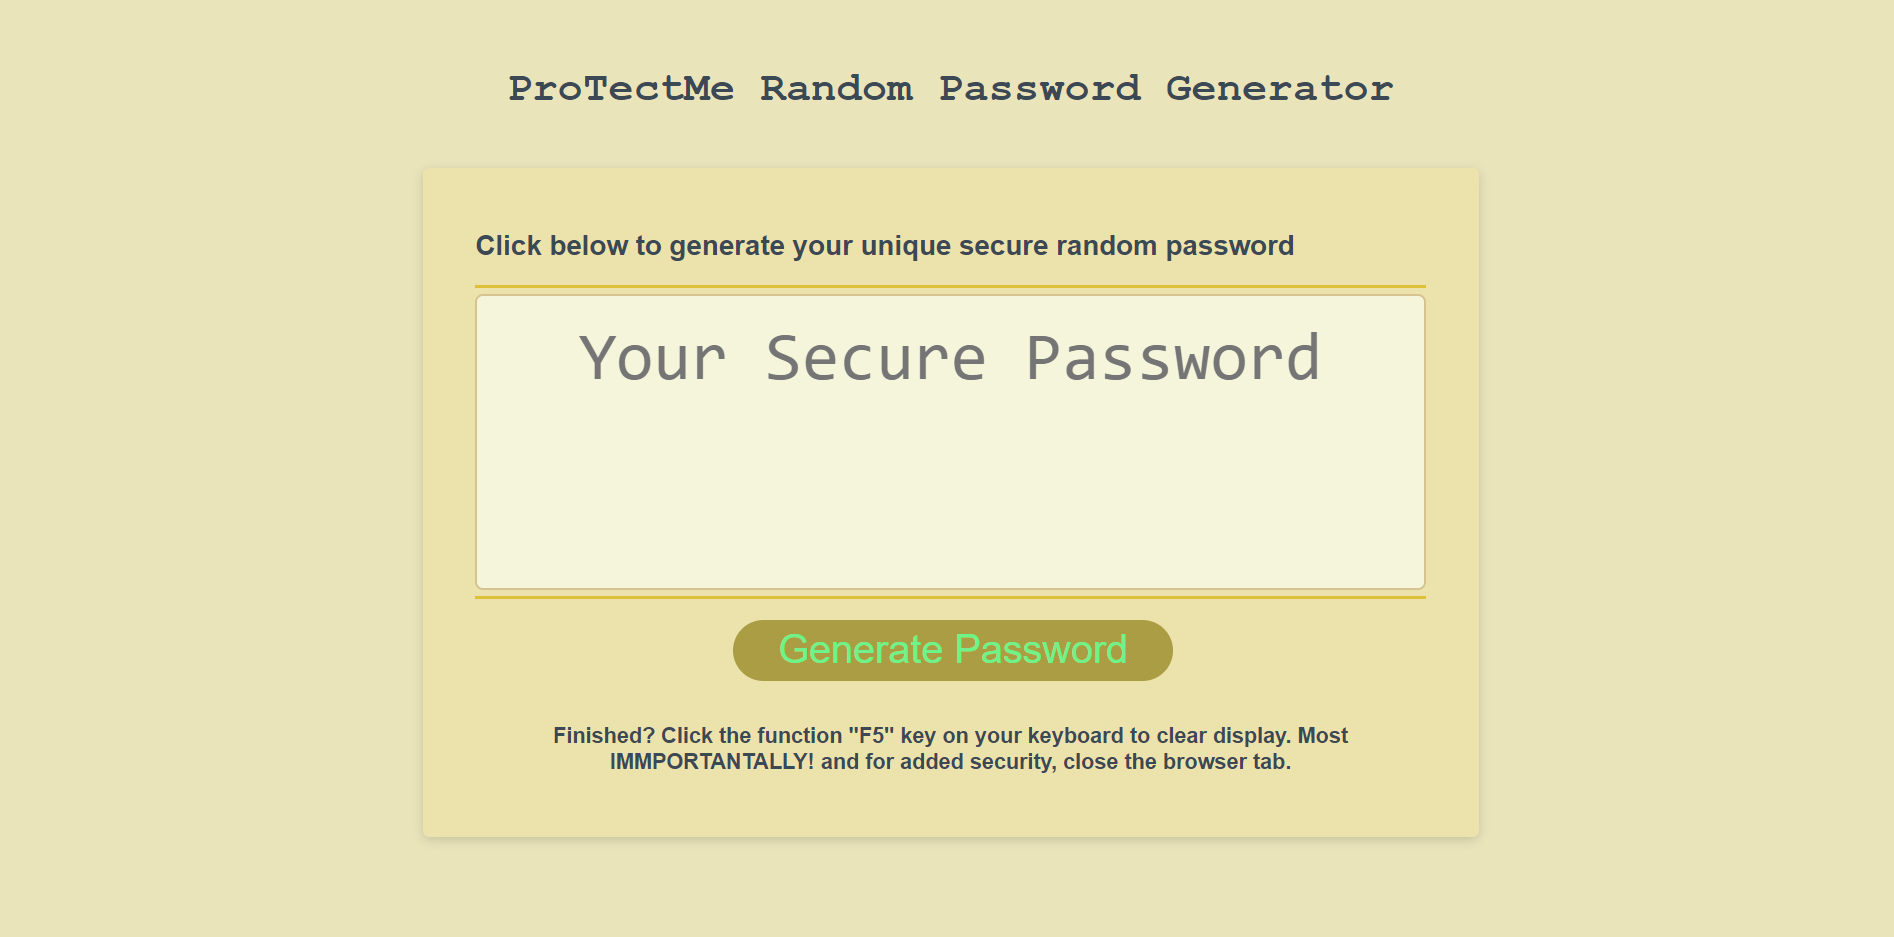 ProTectMe Random Password Generator
Click below to generate your unique secure random password
Your Secure Password
Generate Password
Finished? Click the function "F5" key on your keyboard to clear display. Most
IMMPORTANTALLY! and for added security, close the browser tab.